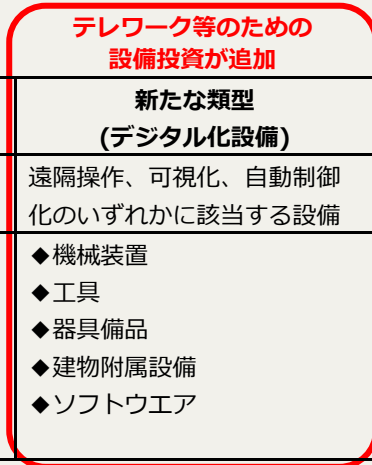 テレワーク等のための
設備投資が追加
新たな類型
(デジタル化設備)
遠隔操作、可視化、自動制御
化のいずれかに該当する設備
◆機械装置
◆工具
◆器具備品
◆建物附属設備
◆ソフトウエア